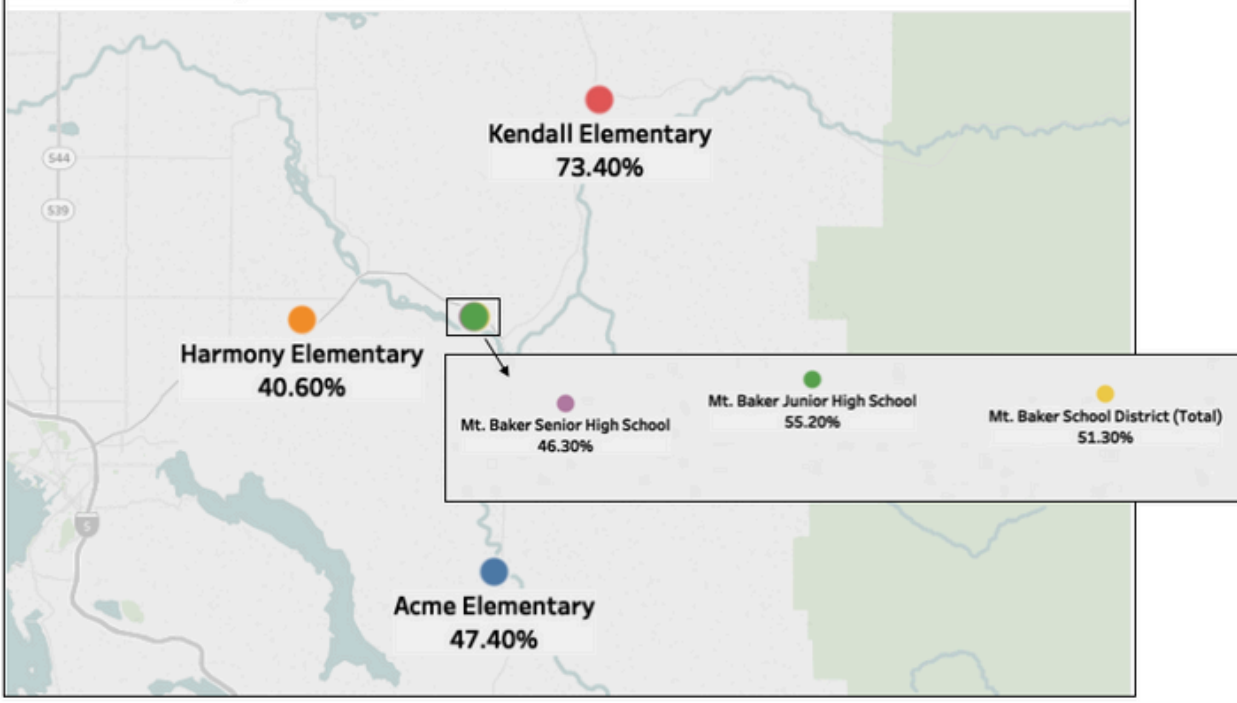 Kendall Elementary
73.40%
544
539
Harmony Elementary
40.60%
Mt. Baker Senior High School
46.30%
Mt. Baker Junior High School
55.20%
Mt. Baker School District (Total)
51.30%
5
Acme Elementary
47.40%